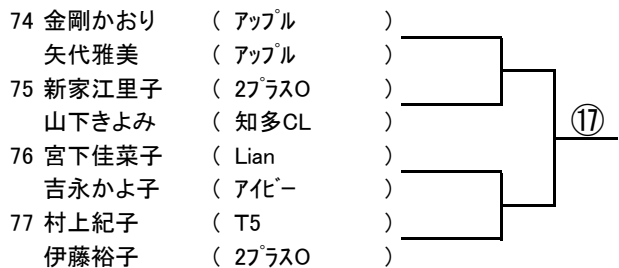 74 金剛かおり ( アップル )
矢代雅美 ( アップル )
75 新家江里子 ( 2プラスO )
山下きよみ ( 知多CL )
⑰
76 宮下佳菜子 ( Lian )
吉永かよ子 ( アイビー )
77 村上紀子 ( T5 )
伊藤裕子 ( 2プラスO )